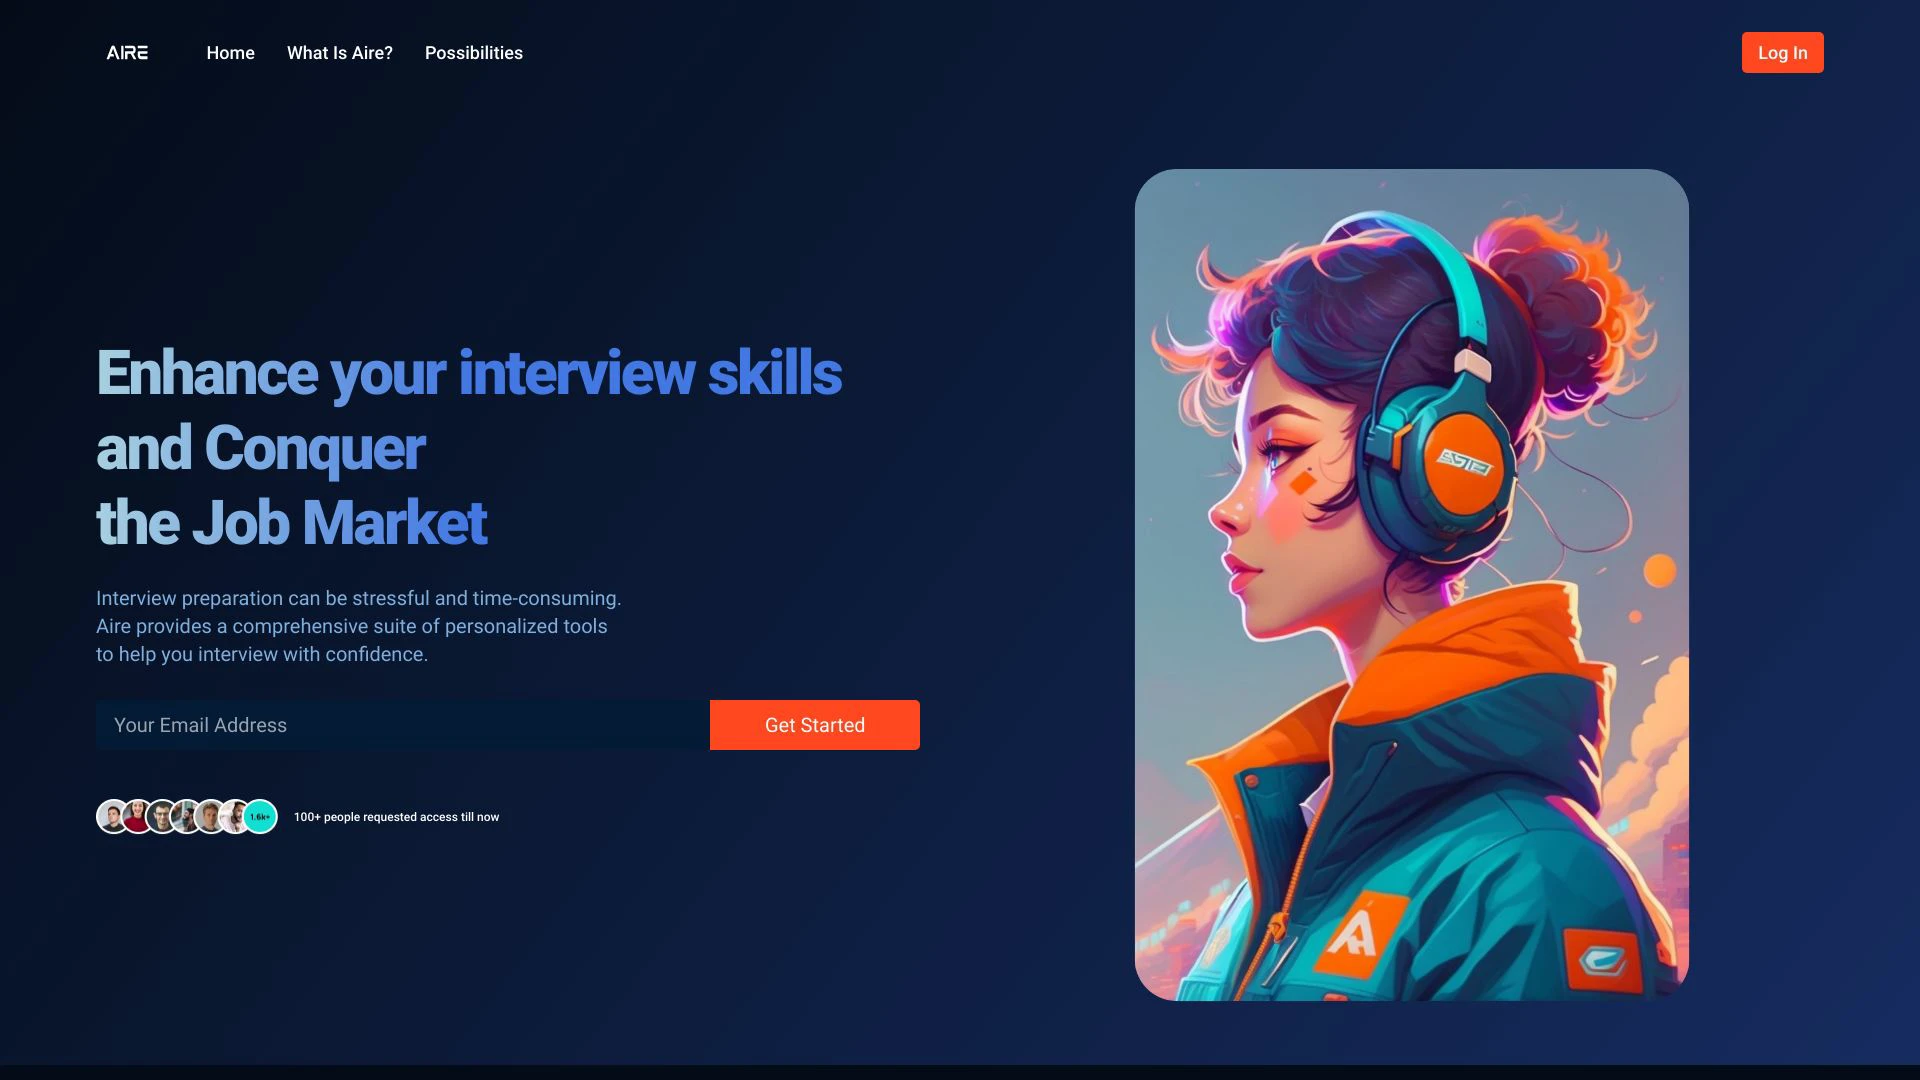 AIRE
Home
What Is Aire?
Possibilities
Log In
Enhance your interview skills
and Conquer
the Job Market
Interview preparation can be stressful and time-consuming.
Aire provides a comprehensive suite of personalized tools
to help you interview with confidence.
Your Email Address
Get Started
1.6k+
100+ people requested access till now